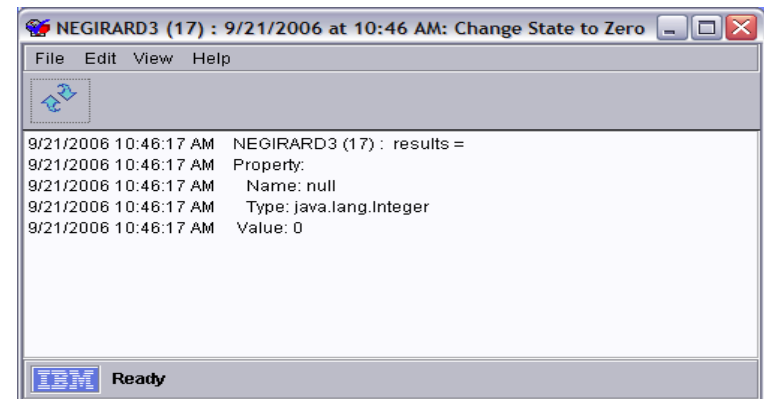 NEGIRARD3 (17) : 9/21/2006 at 10:46 AM: Change State to Zero
File Edit View Help
9/21/2006 10:46:17 AM NEGIRARD3 (17) : results =
9/21/2006 10:46:17 AM Property:
9/21/2006 10:46:17 AM Name: null
9/21/2006 10:46:17 AM Type: java.lang.Integer
9/21/2006 10:46:17 AM Value: 0
IBM Ready